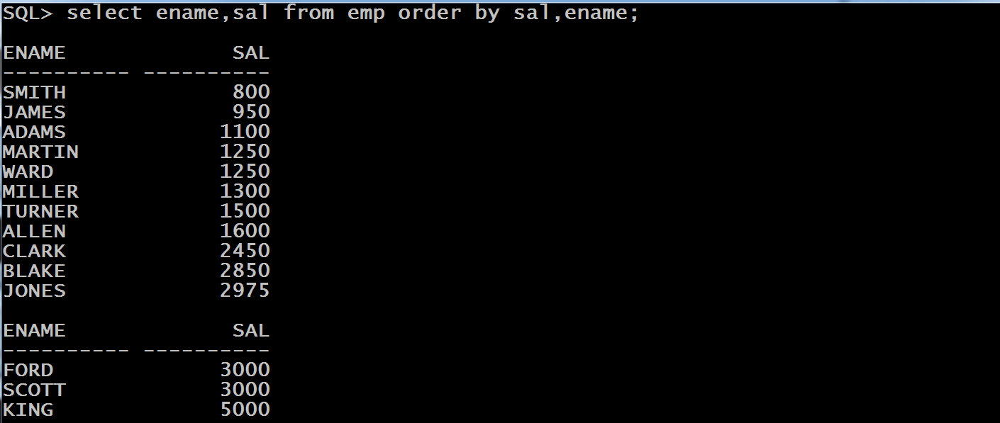 SQL> select ename,sal from emp order by sal,ename;
ENAME             SAL
---------- ----------
SMITH             800
JAMES             950
ADAMS            1100
MARTIN           1250
WARD             1250
MILLER           1300
TURNER           1500
ALLEN            1600
CLARK            2450
BLAKE            2850
JONES            2975
ENAME             SAL
---------- ----------
FORD             3000
SCOTT            3000
KING             5000